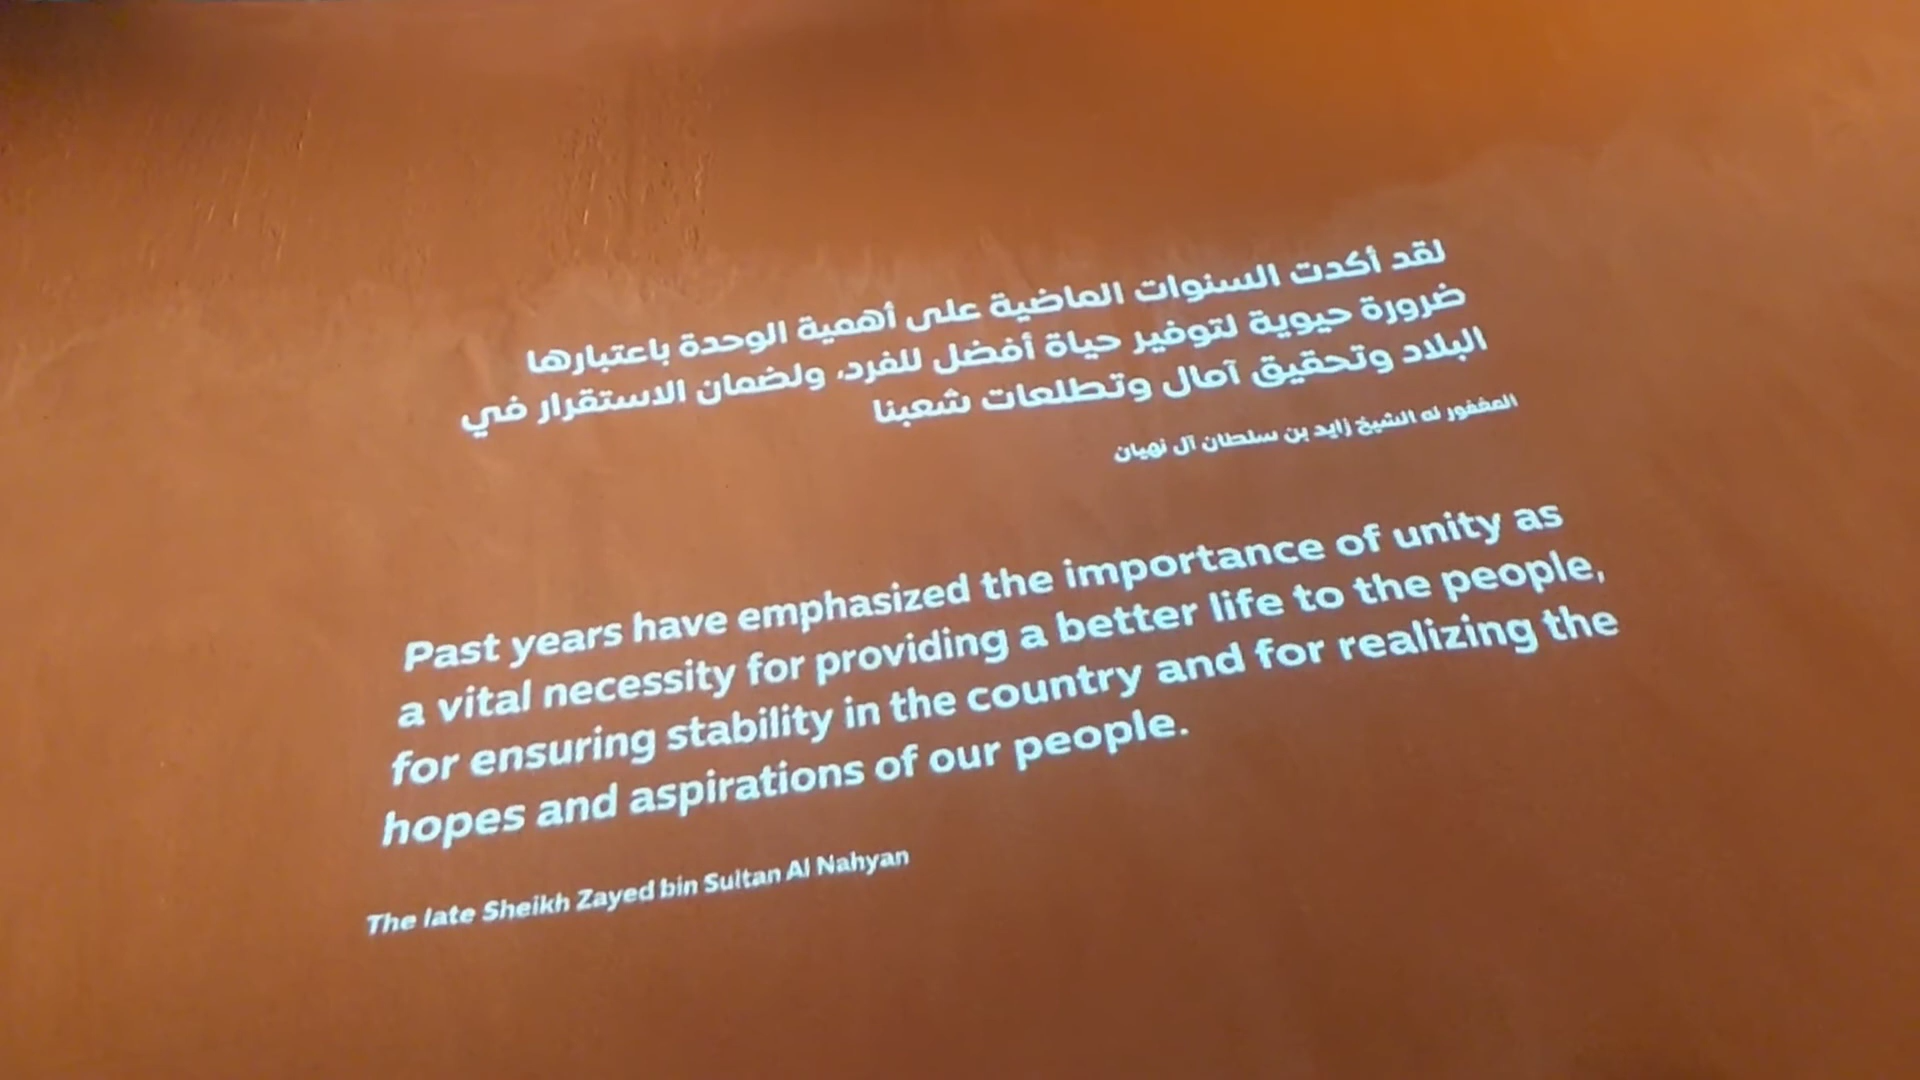 لقد أكدت السنوات الماضية على أهمية الوحدة باعتبارها
ضرورة حيوية لتوفير حياة أفضل للفرد، ولضمان الاستقرار في
البلاد وتحقيق آمال وتطلعات شعبنا
المغفور له الشيخ زايد بن سلطان آل نهيان
Past years have emphasized the importance of unity as
a vital necessity for providing a better life to the people,
for ensuring stability in the country and for realizing the
hopes and aspirations of our people.
The late Sheikh Zayed bin Sultan Al Nahyan